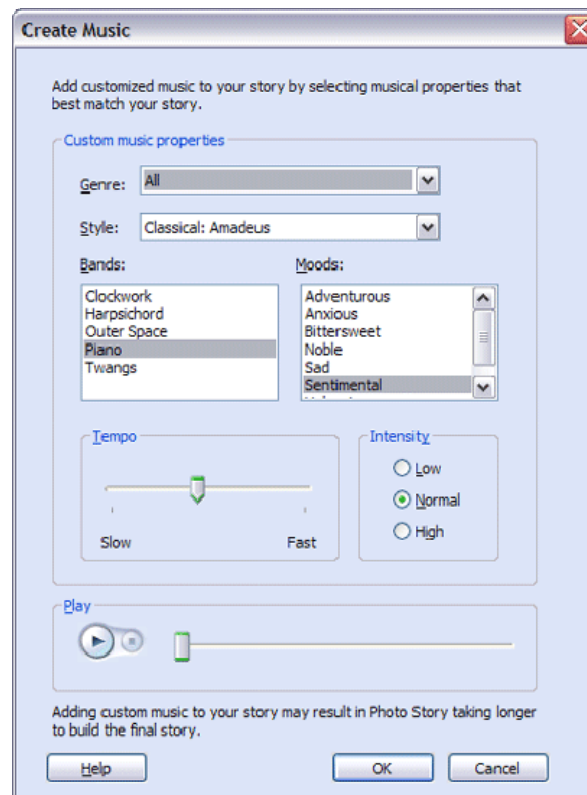 Create Music
Add customized music to your story by selecting musical properties that
best match your story.
Custom music properties
Genre: All
Style: Classical: Amadeus
Bands: Moods:
Clockwork Adventurous
Harpsichord Anxious
Outer Space Bittersweet
Piano Noble
Twangs Sad
Sentimental
Tempo Intensity
Low
Normal
High
Slow Fast
Play
Adding custom music to your story may result in Photo Story taking longer
to build the final story.
Help OK Cancel